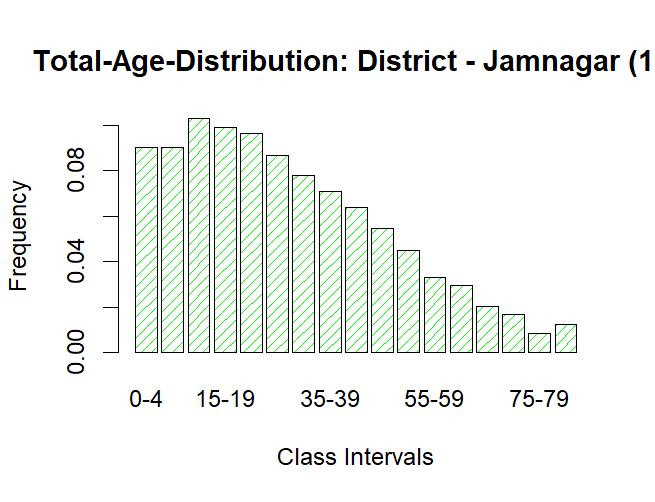 Total-Age-Distribution: District - Jamnagar (1
Frequency
0.08
0.04
0.00
0-4 15-19 35-39 55-59 75-79
Class Intervals